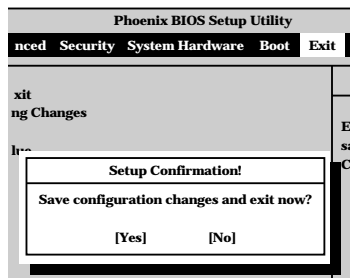 Phoenix BIOS Setup Utility
nced Security System Hardware Boot Exit
xit
ng Changes
E
sa
C
Setup Confirmation!
Save configuration changes and exit now?
[Yes] [No]